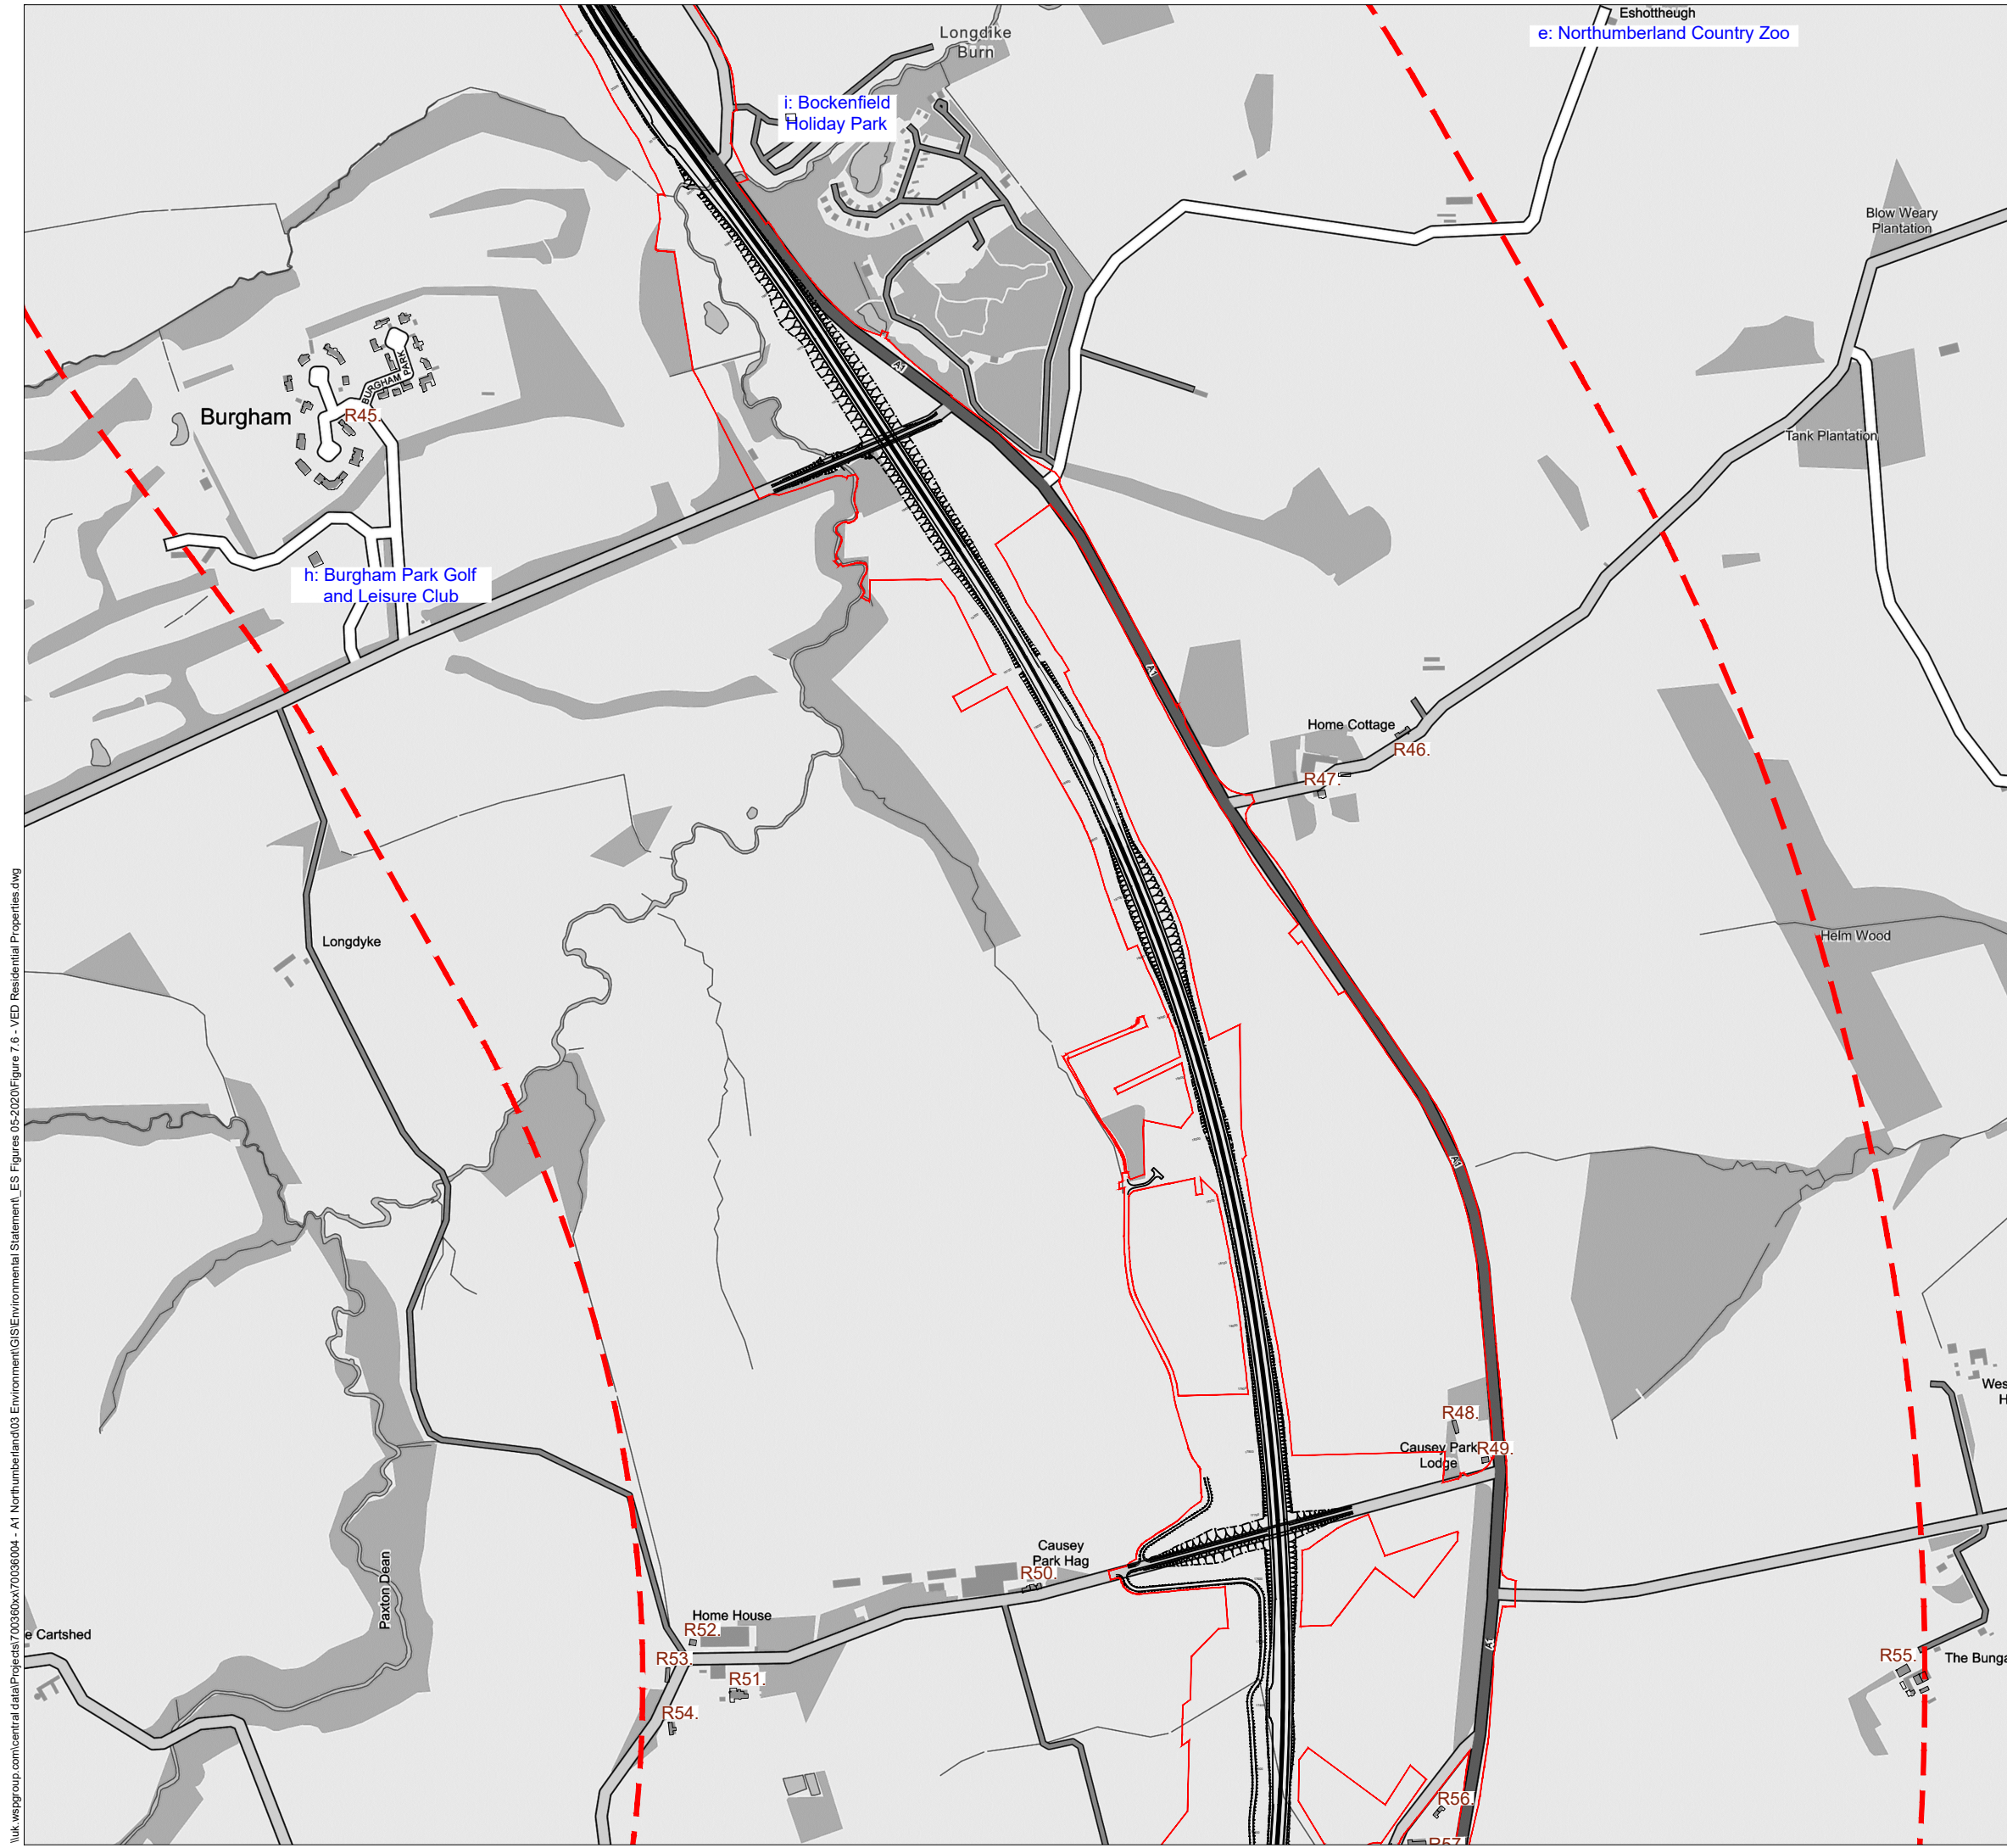 Eshottheugh
e: Northumberland Country Zoo
Longdike
Burn
i: Bockenfield
Holiday Park
Blow Weary
Plantation
A1
BURGHAM PARK
Burgham
R45.
Tank Plantation
h: Burgham Park Golf
and Leisure Club
A1
Home Cottage
R46.
R47.
Helm Wood
Longdyke
A1
Wes
H
R48.
Causey Park
Lodge
R49.
Causey
Park Hag
R50.
Paxton Dean
Home House
R52.
e Cartshed
R53.
R51.
R54.
A1
R55.
The Bunga
R56.
R57.
\\uk.wspgroup.com\central data\Projects\700360xx\70036004 - A1 Northumberland\03 Environment\GIS\Environmental Statement\_ES Figures 05-2020\Figure 7.6 - VED Residential Properties.dwg